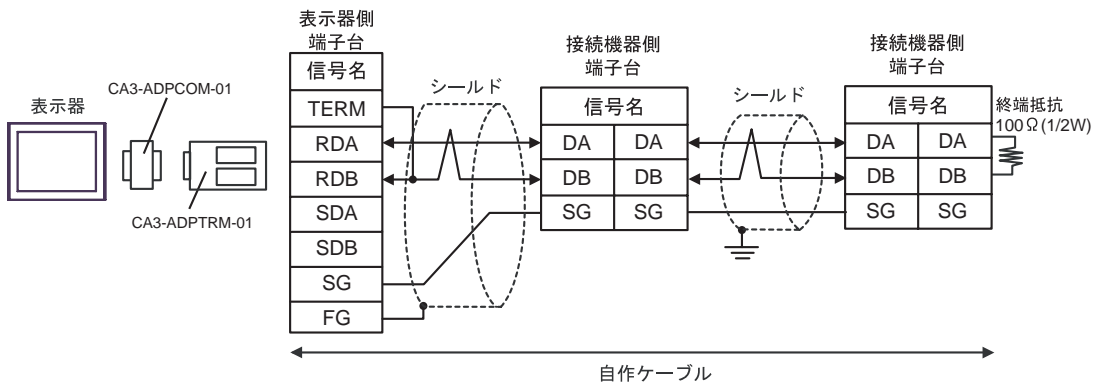 表示器
CA3-ADPCOM-01
CA3-ADPTRM-01
表示器側
端子台
信号名
TERM
RDA
RDB
SDA
SDB
SG
FG
シールド
接続機器側
端子台
信号名
DA DA
DB DB
SG SG
シールド
接続機器側
端子台
信号名
DA DA
DB DB
SG SG
終端抵抗
100Ω(1/2W)
自作ケーブル